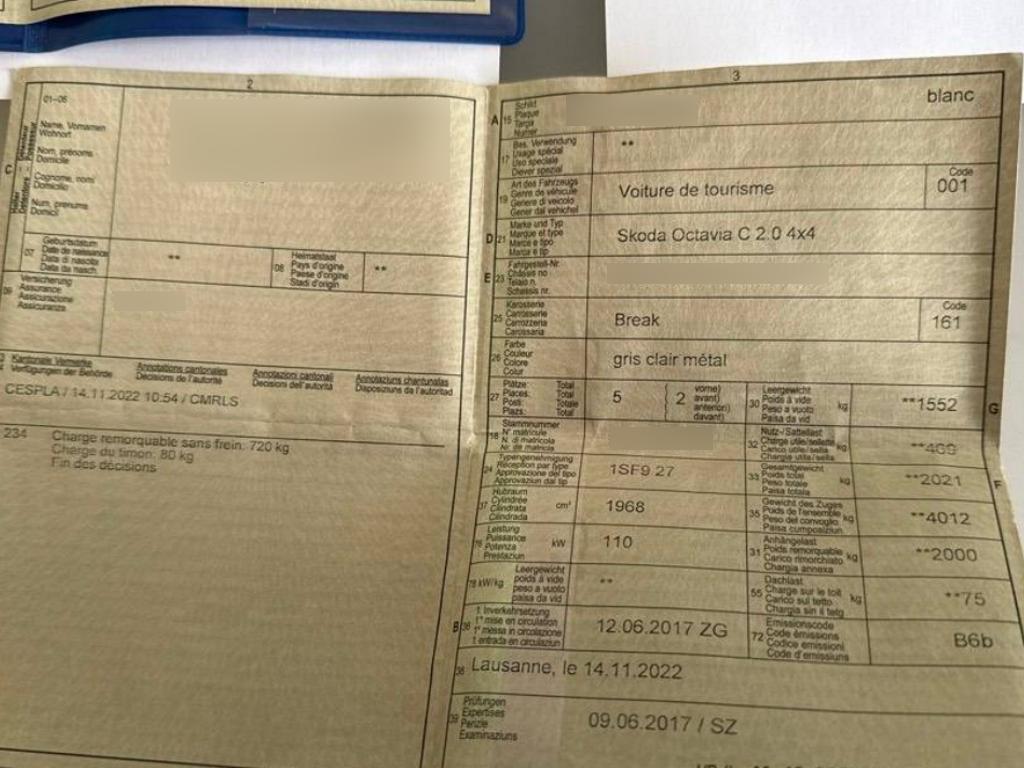 2
01-06
C
Name, Vornamen
Wohnort
Nom, prénoms
Domicile
Cognome, nomi
Domicilio
Num, prenums
Domicil
07
Geburtsdatum
Date de naissance
Data di nascita
Data da nasch.
**
08
Heimatstaat
Pays d'origine
Paese d'origine
Stadi d'origin
**
09
Versicherung
Assurance
Assicurazione
Assicuranza
Kantonale Vermerke
Verfügungen der Behörde
Annotations cantonales
Décisions de l'autorité
Annotazioni cantonali
Decisioni dell'autorità
Annotaziuns chantunalas
Disposiziuns da l'autoritad
CESPLA / 14.11.2022 10:54 / CMRLS
234 Charge remorquable sans frein: 720 kg
Charge du timon: 80 kg
Fin des décisions
3
A 15
Schild
Plaque
Targa
Numer
blanc
17
Bes. Verwendung
Usage spécial
Uso speciale
Diever spezial
**
19
Art des Fahrzeugs
Genre de véhicule
Genere di veicolo
Gener dal vehichel
Voiture de tourisme
Code
001
D 21
Marke und Typ
Marque et type
Marca e tipo
Marca e tip
Skoda Octavia C 2.0 4x4
E 23
Fahrgestell-Nr.
Châssis no
Telaio n.
Schassis nr.
25
Karosserie
Carrosserie
Carrozzeria
Carossaria
Break
Code
161
26
Farbe
Couleur
Colore
Colur
gris clair métal
27
Plätze: Total
Places: Total
Posti: Totale
Plazs: Total
5
2
vorne)
avant)
anteriori)
davant)
30
Leergewicht
Poids à vide
Peso a vuoto
Paisa da vid
kg
**1552
G
18
Stammnummer
N° matricule
N. di matricola
Nr. da matricla
32
Nutz-/Sattellast
Charge utile/sellette
Carico utile/sella
Chargia utila/sella
kg
**469
24
Typengenehmigung
Réception par type
Approvazione del tipo
Approvaziun dal tip
1SF9 27
33
Gesamtgewicht
Poids total
Peso totale
Paisa totala
kg
**2021
F
37
Hubraum
Cylindrée
Cilindrata
Cilindrada
cm³
1968
35
Gewicht des Zuges
Poids de l'ensemble
Peso del convoglio
Paisa cumposiziun
kg
**4012
76
Leistung
Puissance
Potenza
Prestaziun
kW
110
31
Anhängelast
Poids remorquable
Carico rimorchiato
Chargia annexa
kg
**2000
78 kW/kg
Leergewicht
poids à vide
peso a vuoto
paisa da vid
**
55
Dachlast
Charge sur le toit
Carico sul tetto
Chargia sin il tetg
kg
**75
B 36
1. Inverkehrsetzung
1re mise en circulation
1a messa in circolazione
1. entrada en circulaziun
12.06.2017 ZG
72
Emissionscode
Code émissions
Codice emissioni
Code d'emissiuns
B6b
38
Lausanne, le 14.11.2022
39
Prüfungen
Expertises
Perizie
Examinaziuns
09.06.2017 / SZ